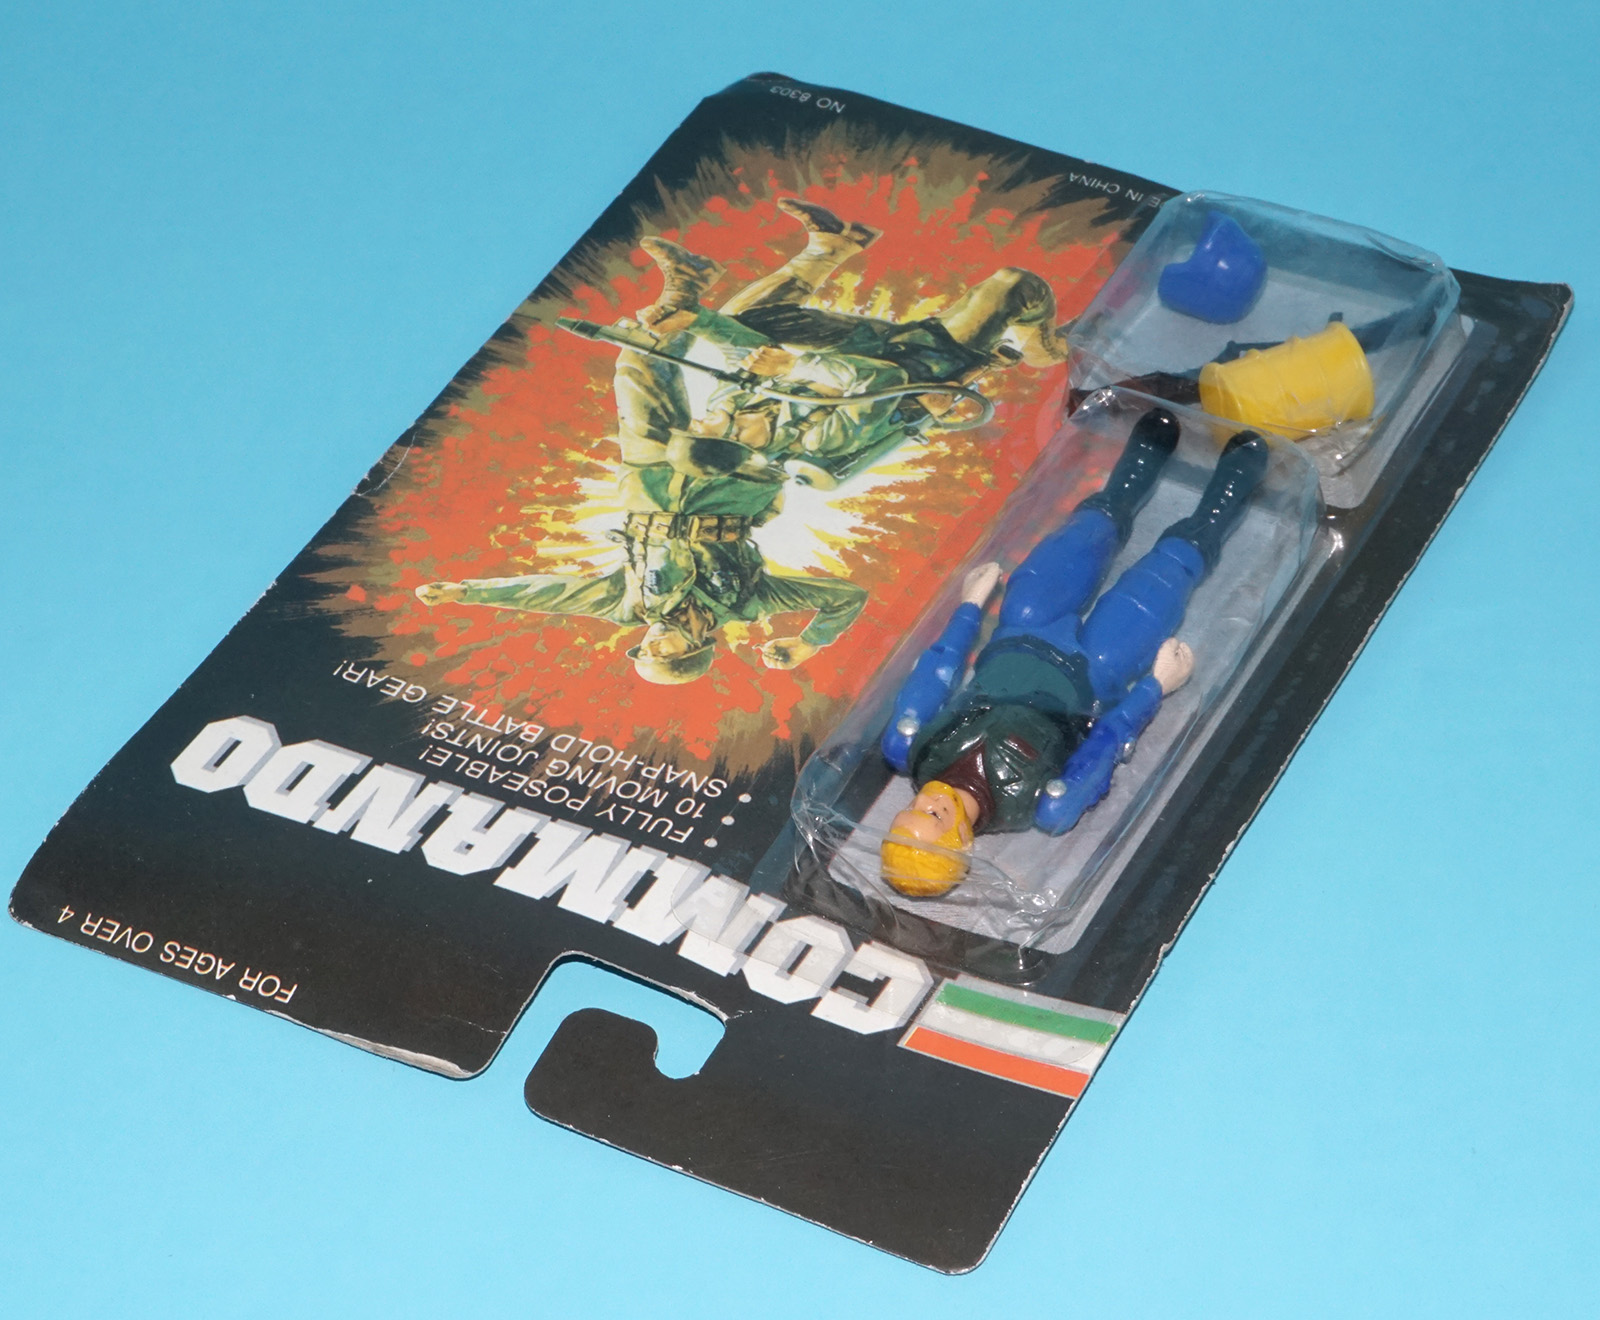 FOR AGES OVER 4
COMMANDO
• FULLY POSEABLE!
• 10 MOVING JOINTS!
• SNAP-HOLD BATTLE GEAR!
E IN CHINA
NO 8303